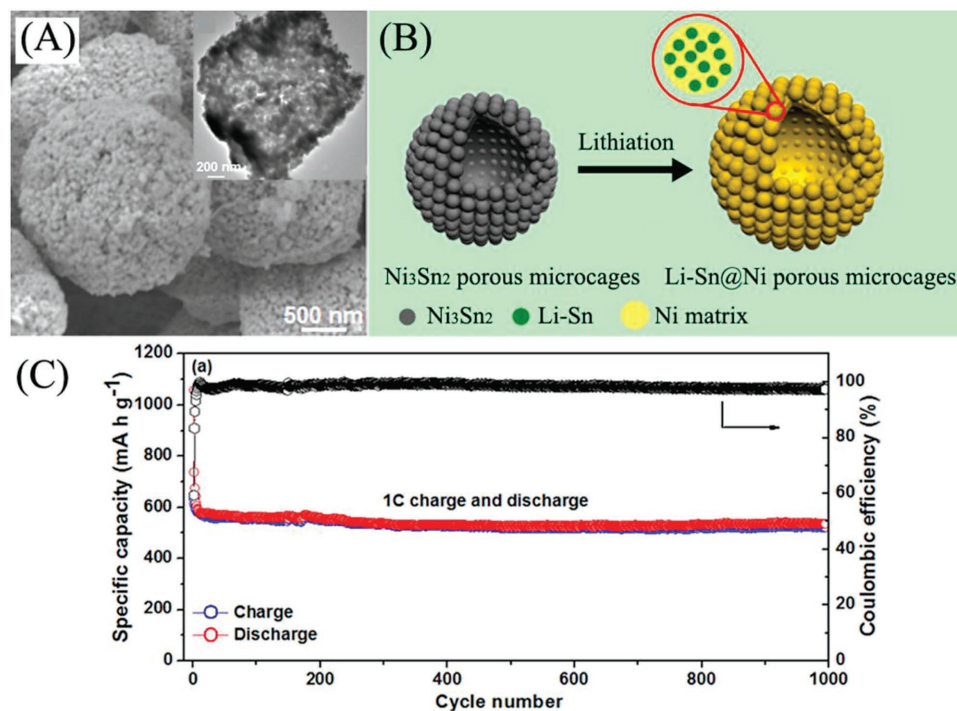 (A)
200 nm
500 nm
(B)
Lithiation
Ni₃Sn₂ porous microcages Li-Sn@Ni porous microcages
Ni₃Sn₂ Li-Sn Ni matrix
(C)
(a)
1C charge and discharge
Charge
Discharge
Specific capacity (mA h g⁻¹)
1200
1000
800
600
400
200
0
0 200 400 600 800 1000
Cycle number
100
80
60
40
20
0
Coulombic efficiency (%)